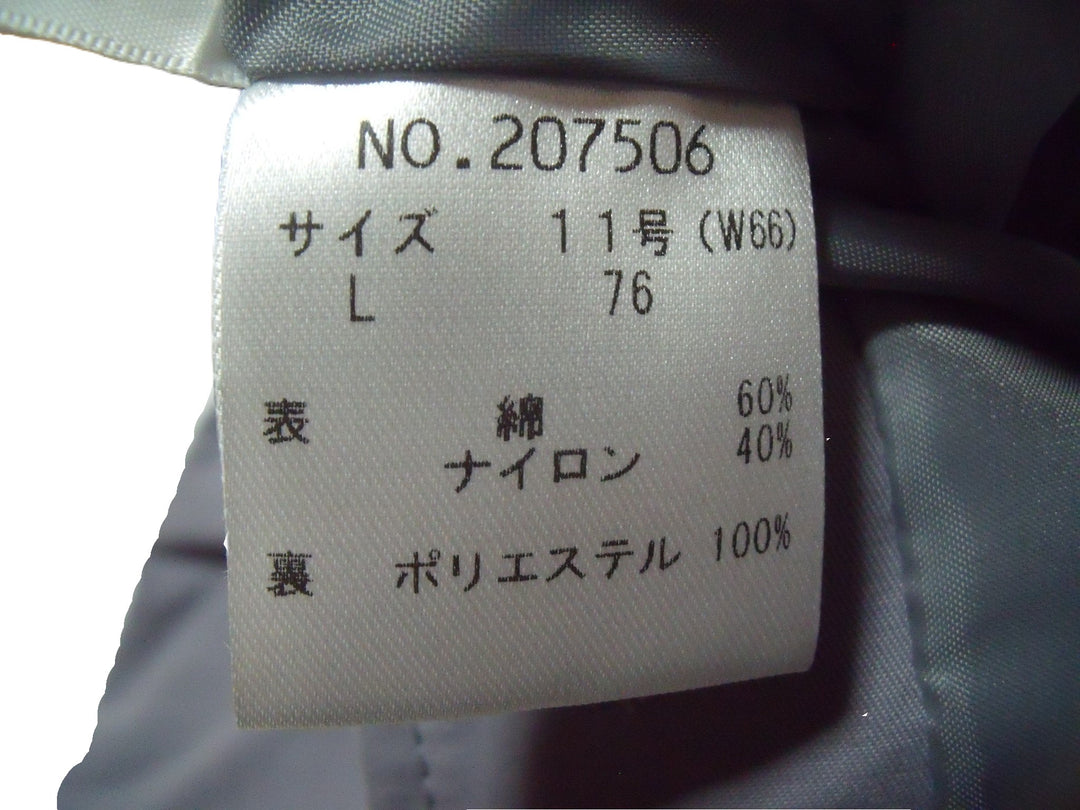 NO.207506
サイズ 11号(W66)
L 76
表 綿 60%
ナイロン 40%
裏 ポリエステル 100%